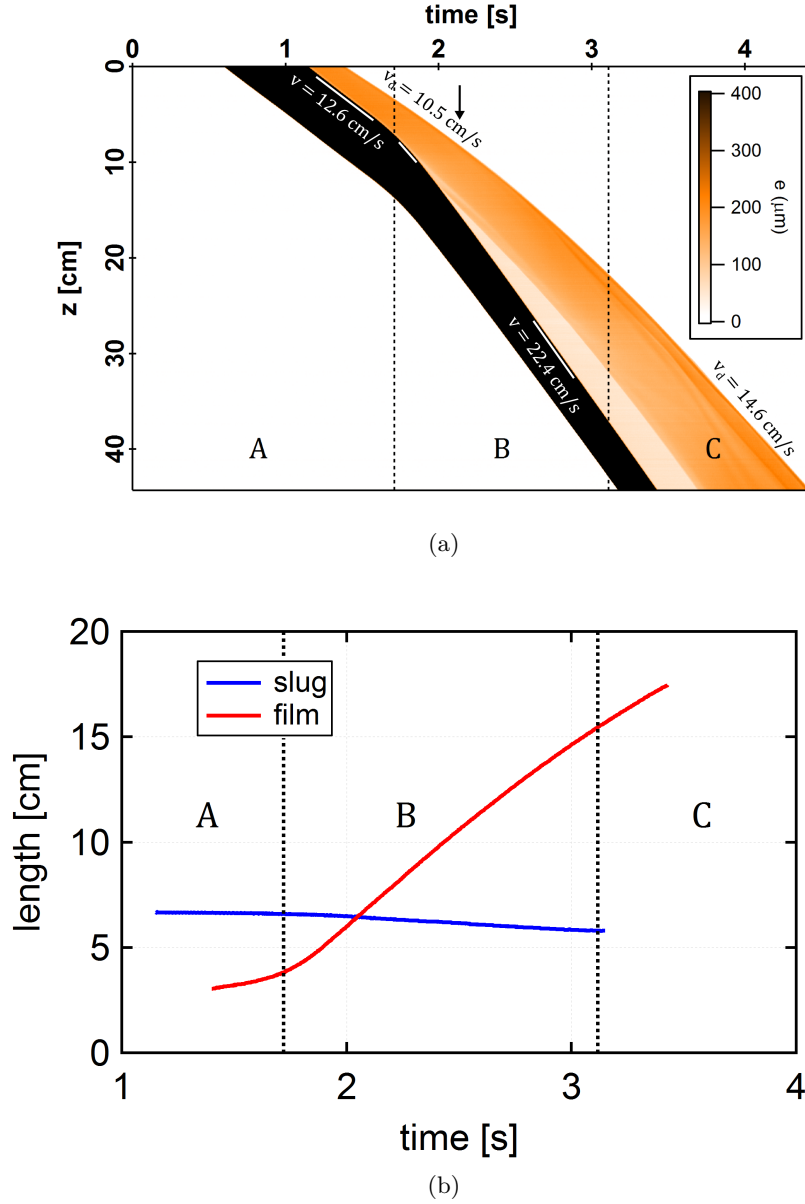 time [s]
0 1 2 3 4
0
10
20
30
40
z [cm]
v = 12.6 cm/s
v_d = 10.5 cm/s
v = 22.4 cm/s
v_d = 14.6 cm/s
400
300
200
100
0
e (μm)
A B C
(a)
20
15
10
5
0
length [cm]
slug
film
A B C
1 2 3 4
time [s]
(b)